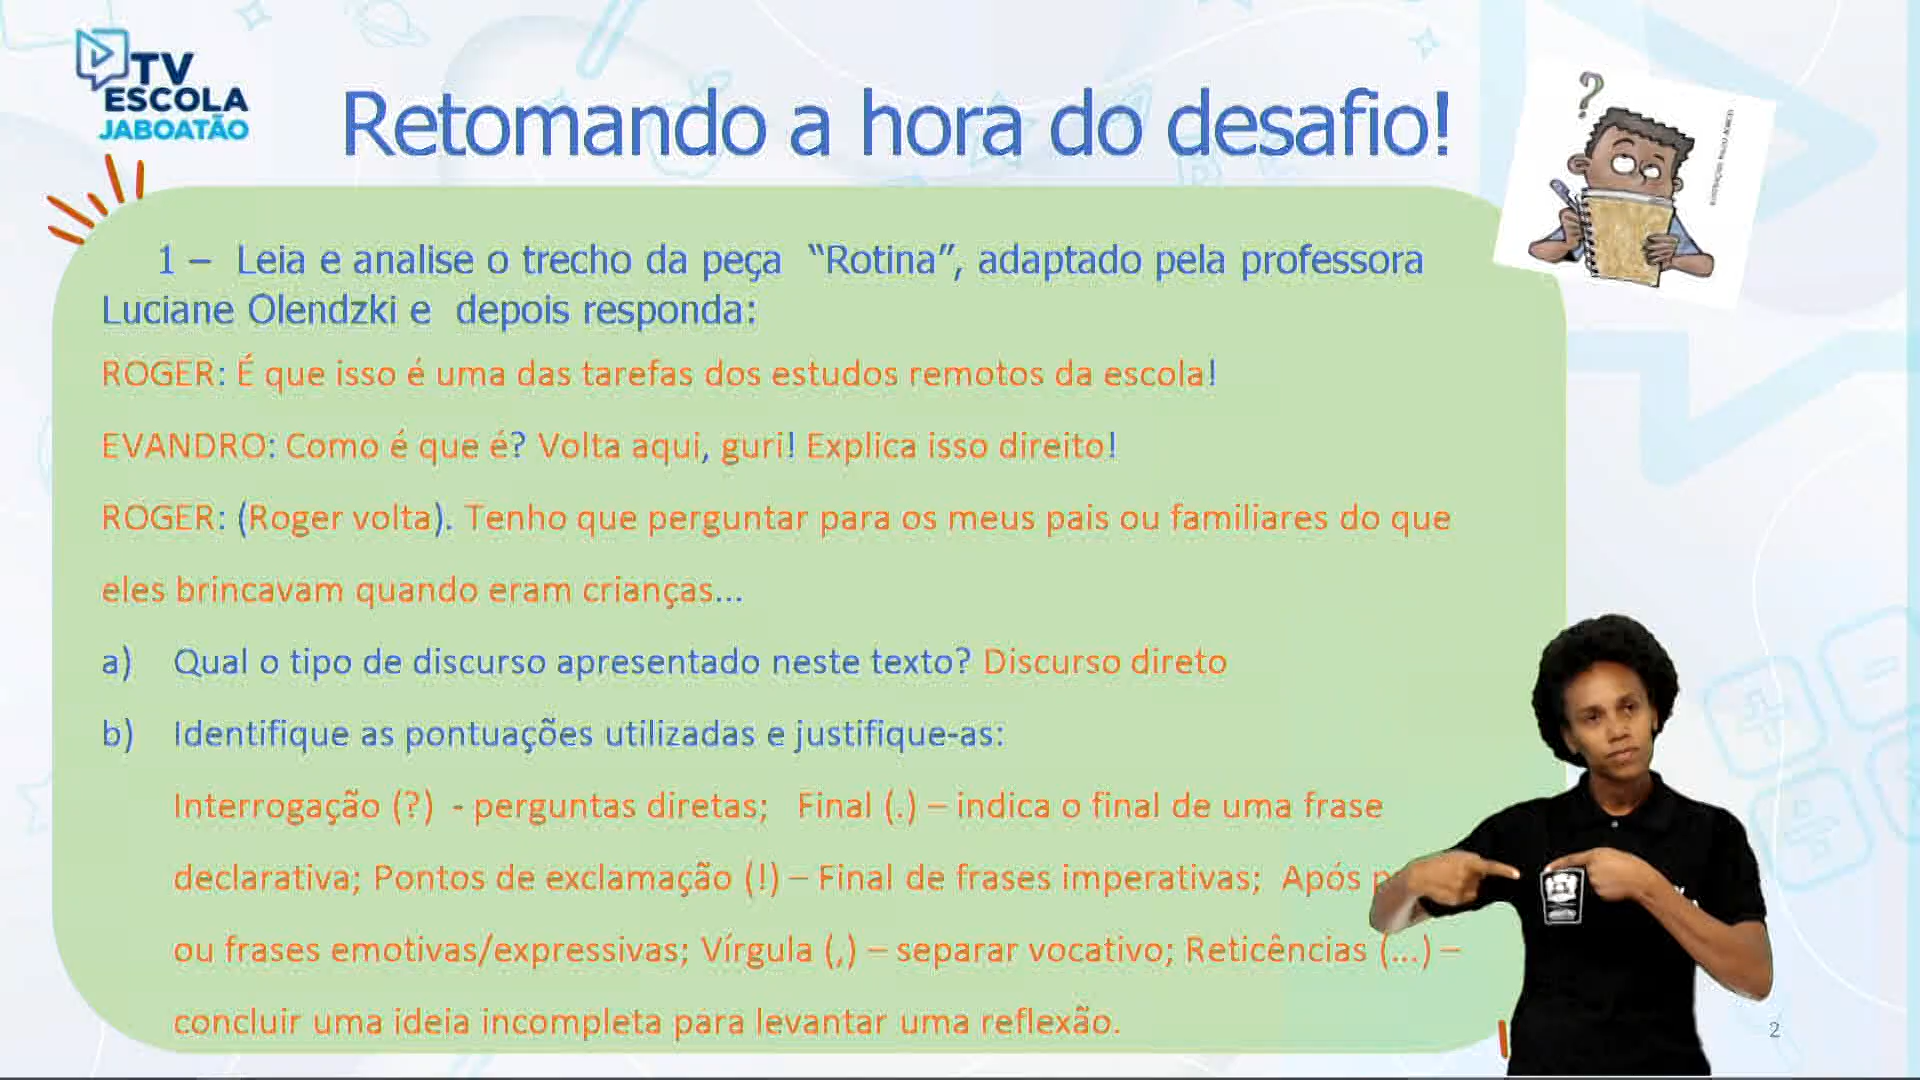 TV
ESCOLA
JABOATÃO
Retomando a hora do desafio!
1 – Leia e analise o trecho da peça “Rotina”, adaptado pela professora
Luciane Olendzki e depois responda:
ROGER: É que isso é uma das tarefas dos estudos remotos da escola!
EVANDRO: Como é que é? Volta aqui, guri! Explica isso direito!
ROGER: (Roger volta). Tenho que perguntar para os meus pais ou familiares do que
eles brincavam quando eram crianças...
a) Qual o tipo de discurso apresentado neste texto? Discurso direto
b) Identifique as pontuações utilizadas e justifique-as:
Interrogação (?) - perguntas diretas; Final (.) – indica o final de uma frase
declarativa; Pontos de exclamação (!) – Final de frases imperativas; Após
ou frases emotivas/expressivas; Vírgula (,) – separar vocativo; Reticências (...) –
concluir uma ideia incompleta para levantar uma reflexão.
2